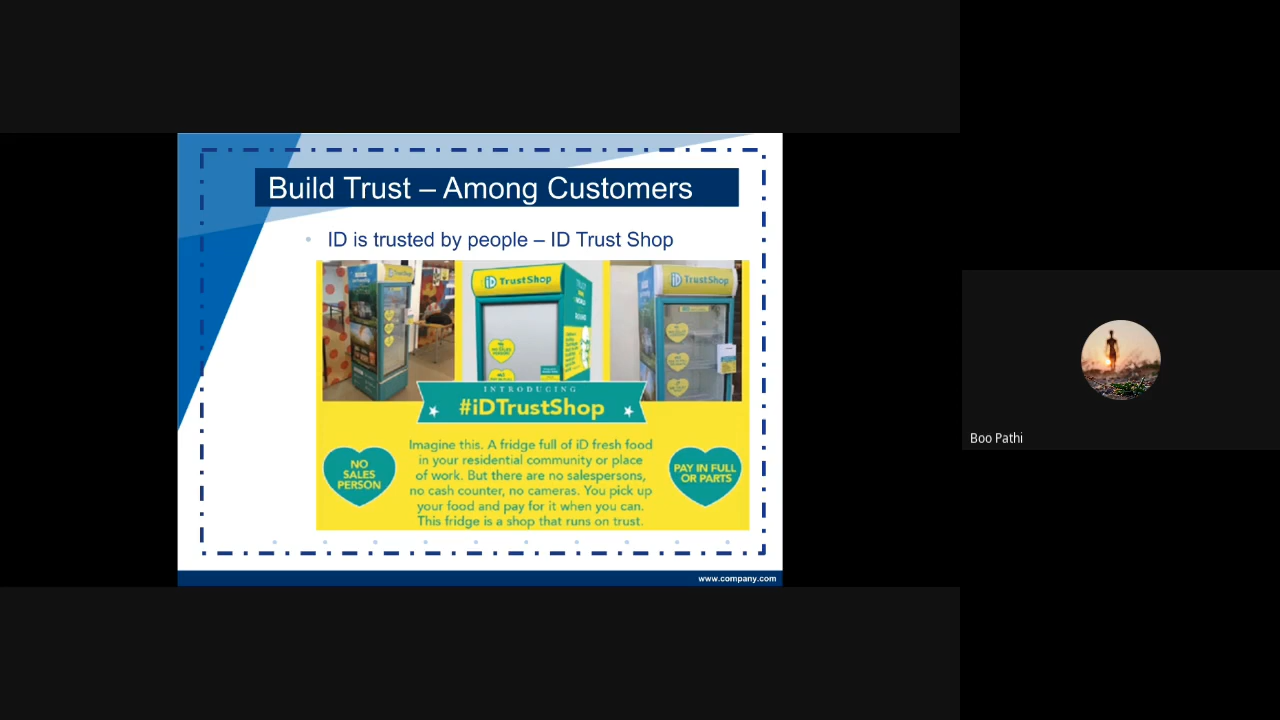 Build Trust – Among Customers
• ID is trusted by people – ID Trust Shop
iD TrustShop
iD TrustShop
iD TrustShop
INTRODUCING
#iDTrustShop
Imagine this. A fridge full of iD fresh food
in your residential community or place
of work. But there are no salespersons,
no cash counter, no cameras. You pick up
your food and pay for it when you can.
This fridge is a shop that runs on trust.
NO
SALES
PERSON
PAY IN FULL
OR PARTS
www.company.com
Boo Pathi